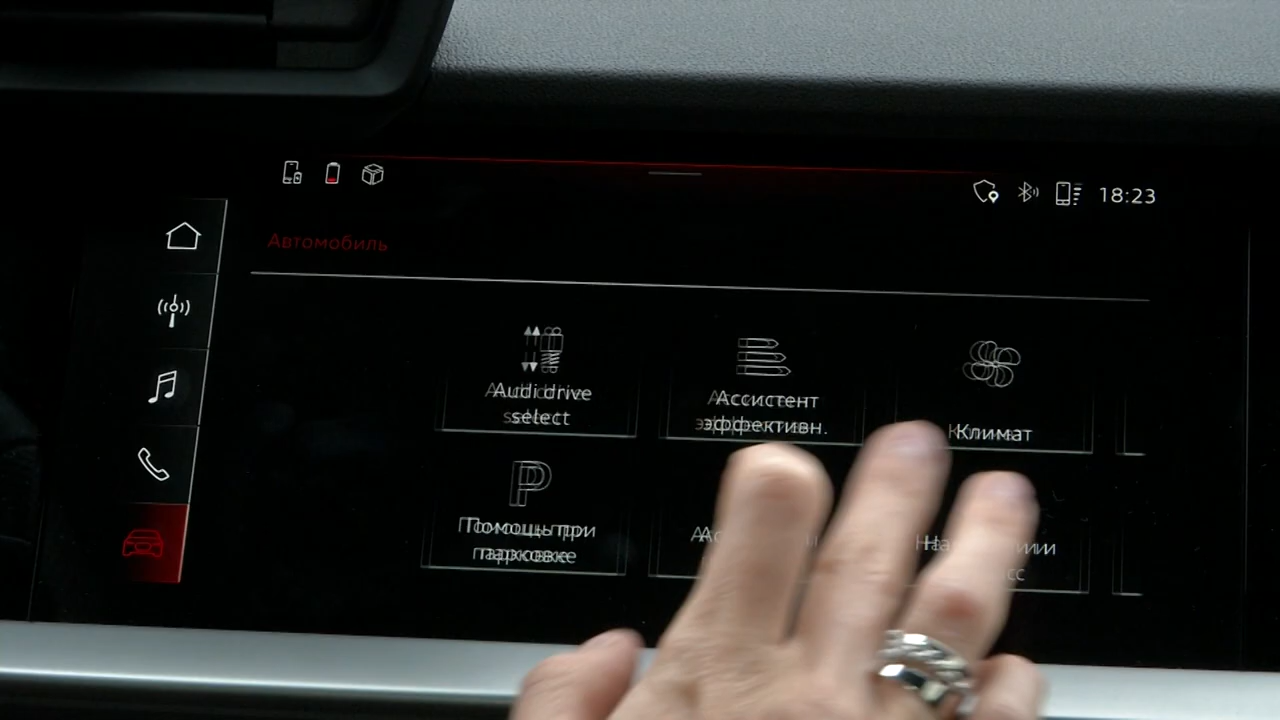 18:23
Автомобиль
Audi drive
select
Ассистент
эффективн.
Климат
P
Помощь при
парковке